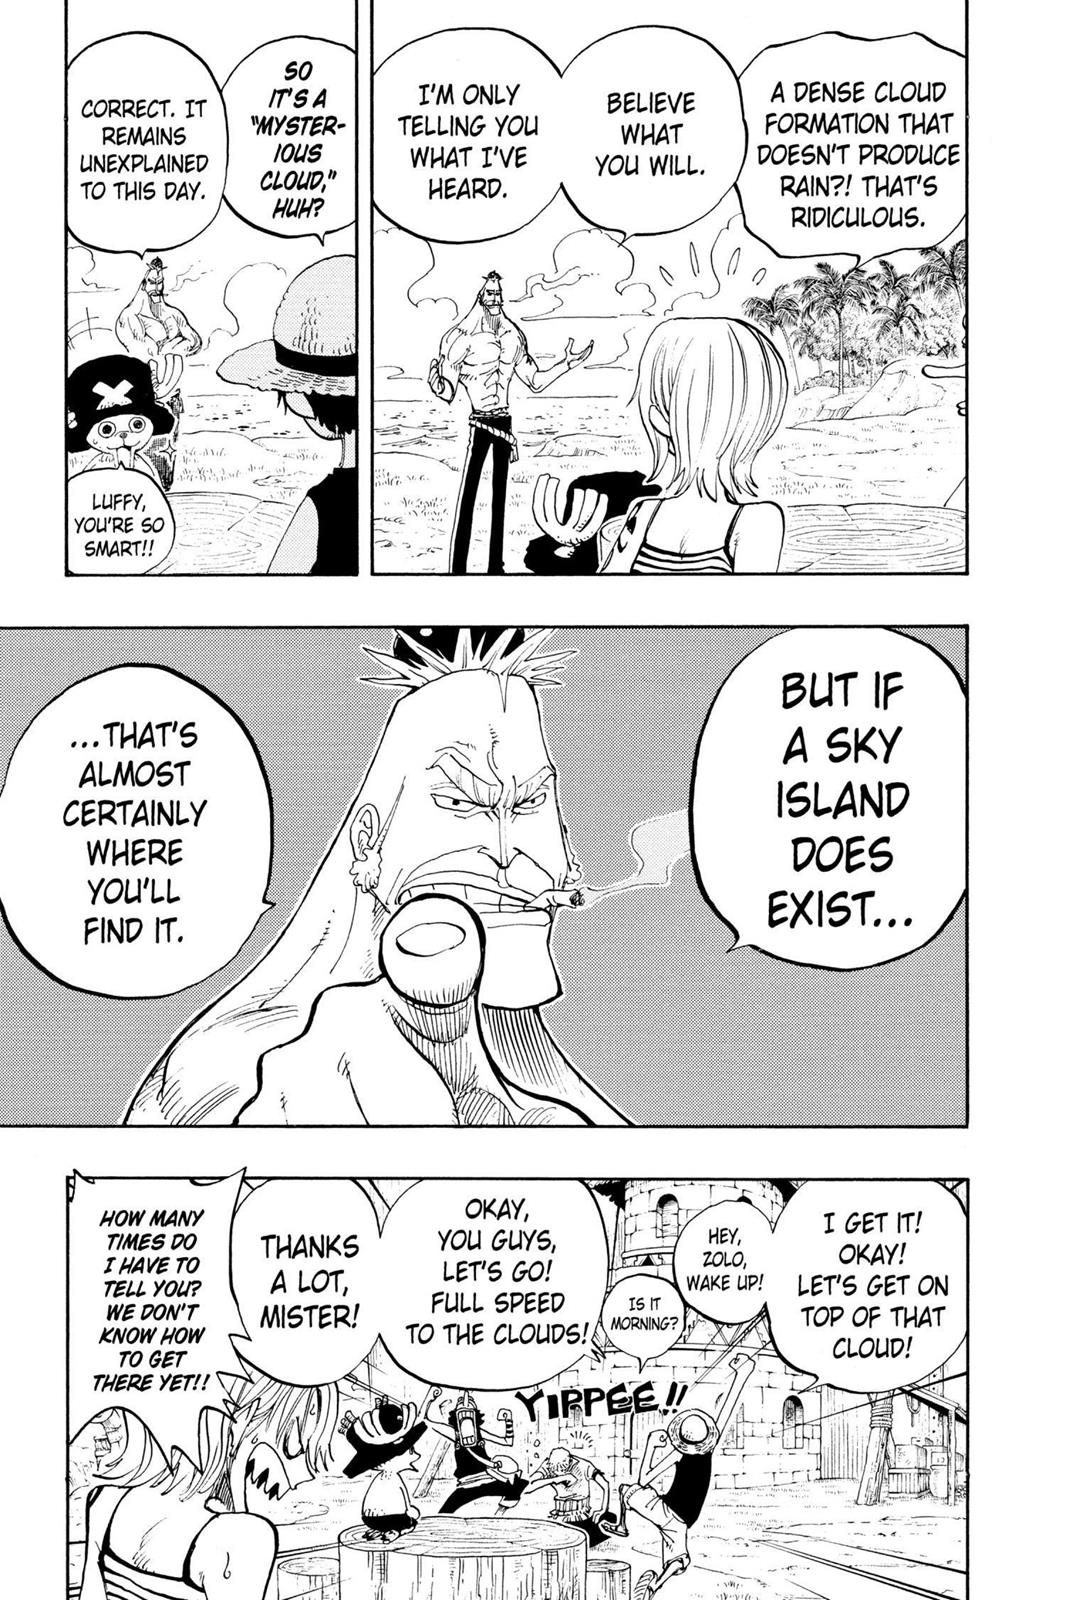 A DENSE CLOUD
FORMATION THAT
DOESN'T PRODUCE
RAIN?! THAT'S
RIDICULOUS.
BELIEVE
WHAT
YOU WILL.
I'M ONLY
TELLING YOU
WHAT I'VE
HEARD.
SO
IT'S A
"MYSTER-
IOUS
CLOUD,"
HUH?
CORRECT. IT
REMAINS
UNEXPLAINED
TO THIS DAY.
LUFFY,
YOU'RE SO
SMART!!
BUT IF
A SKY
ISLAND
DOES
EXIST...
...THAT'S
ALMOST
CERTAINLY
WHERE
YOU'LL
FIND IT.
I GET IT!
OKAY!
LET'S GET ON
TOP OF THAT
CLOUD!
HEY,
ZOLO,
WAKE UP!
IS IT
MORNING?
YIPPEE!!
OKAY,
YOU GUYS,
LET'S GO!
FULL SPEED
TO THE CLOUDS!
THANKS
A LOT,
MISTER!
HOW MANY
TIMES DO
I HAVE TO
TELL YOU?
WE DON'T
KNOW HOW
TO GET
THERE YET!!